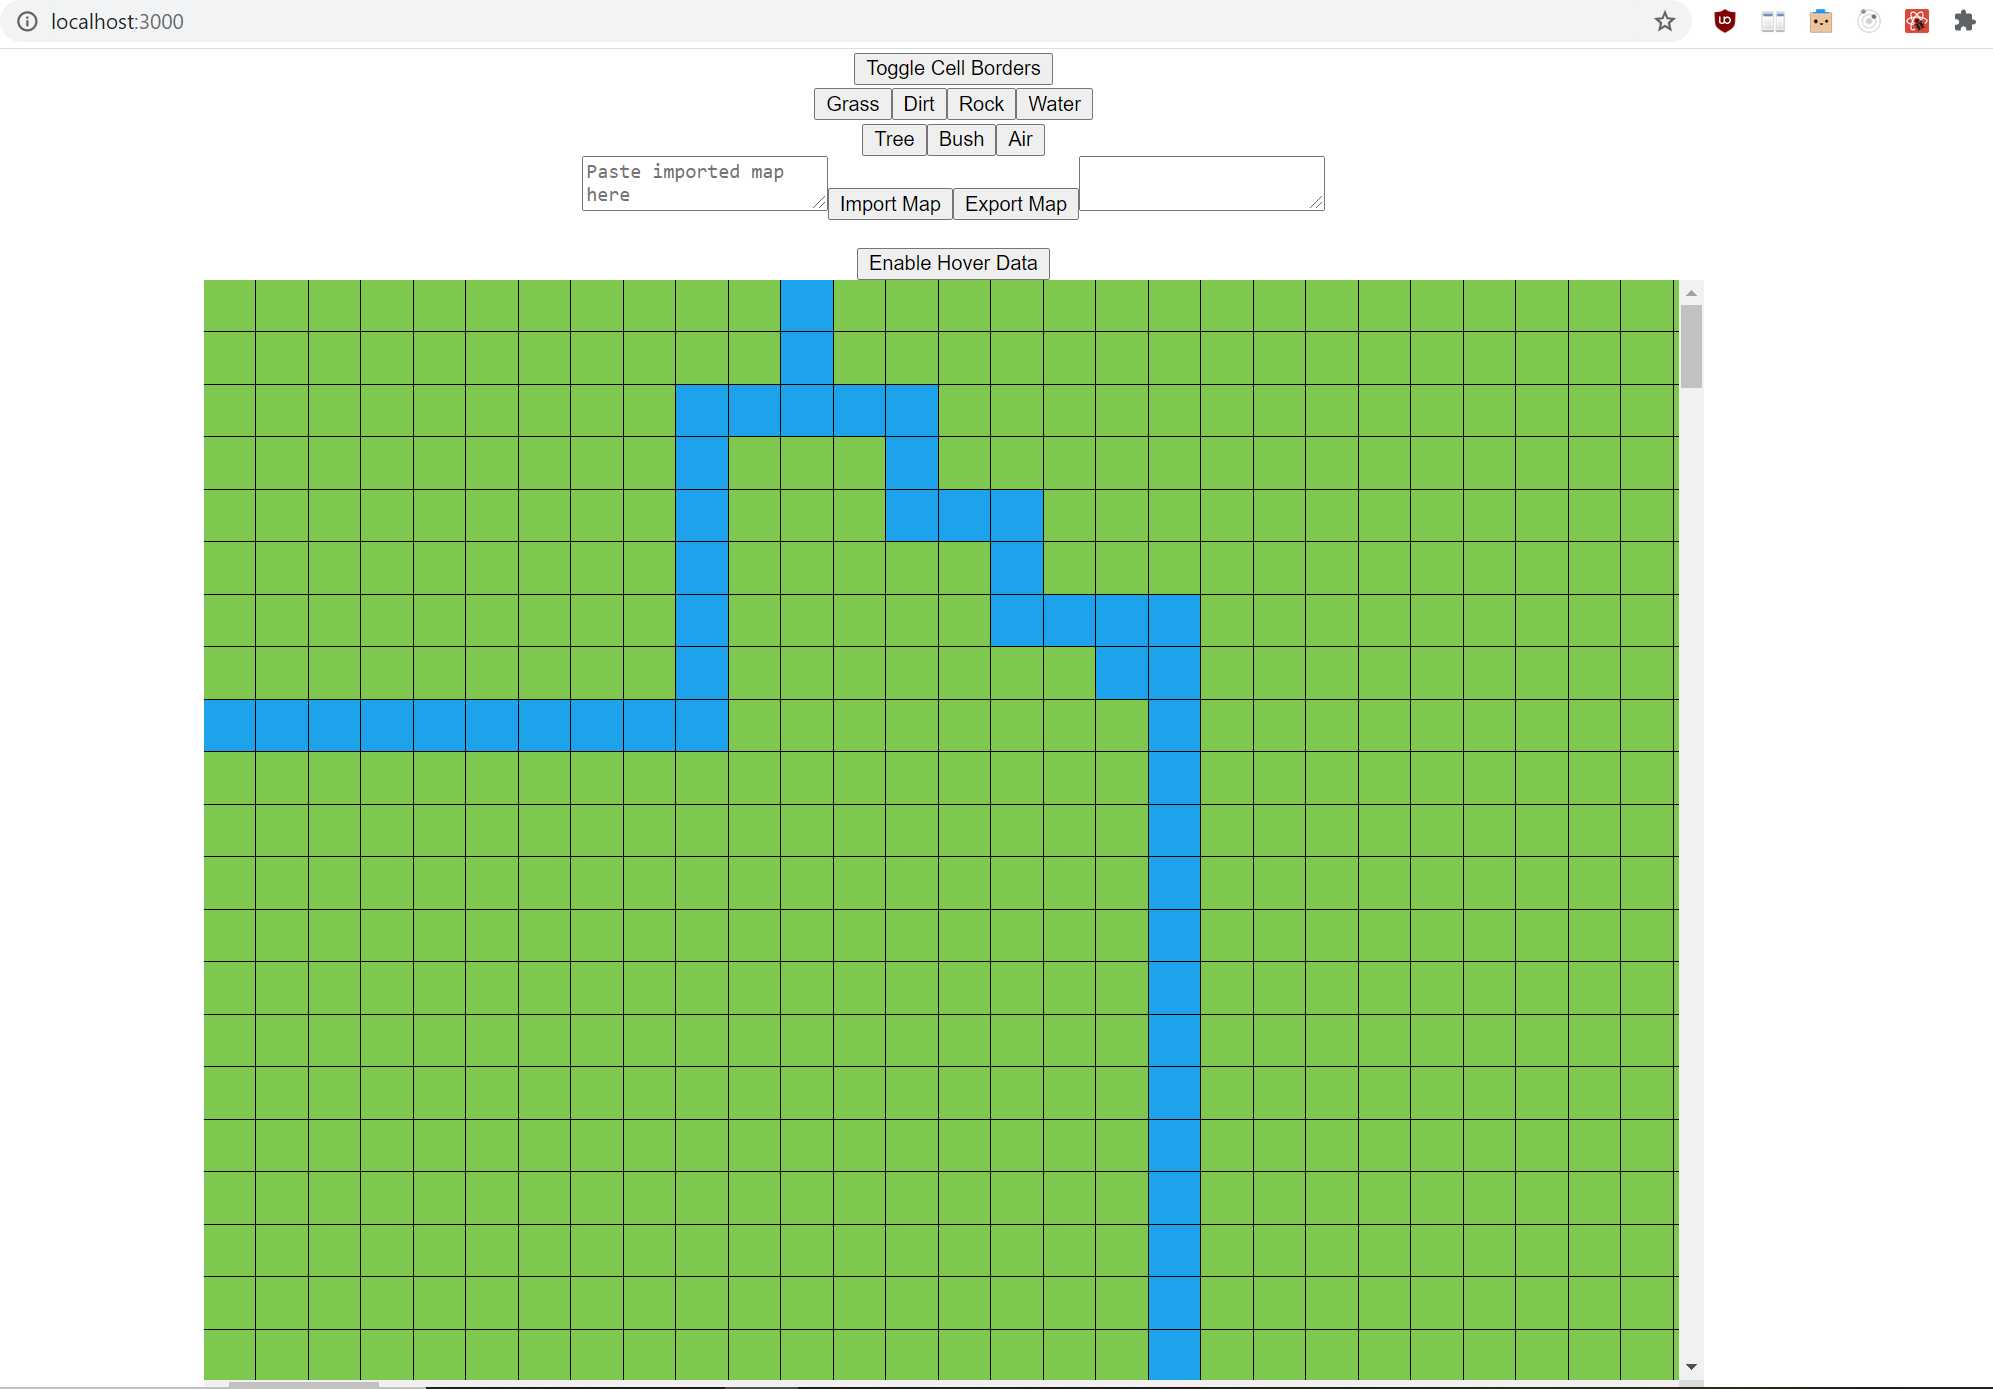 localhost:3000
Toggle Cell Borders
Grass Dirt Rock Water
Tree Bush Air
Paste imported map
here
Import Map Export Map
Enable Hover Data